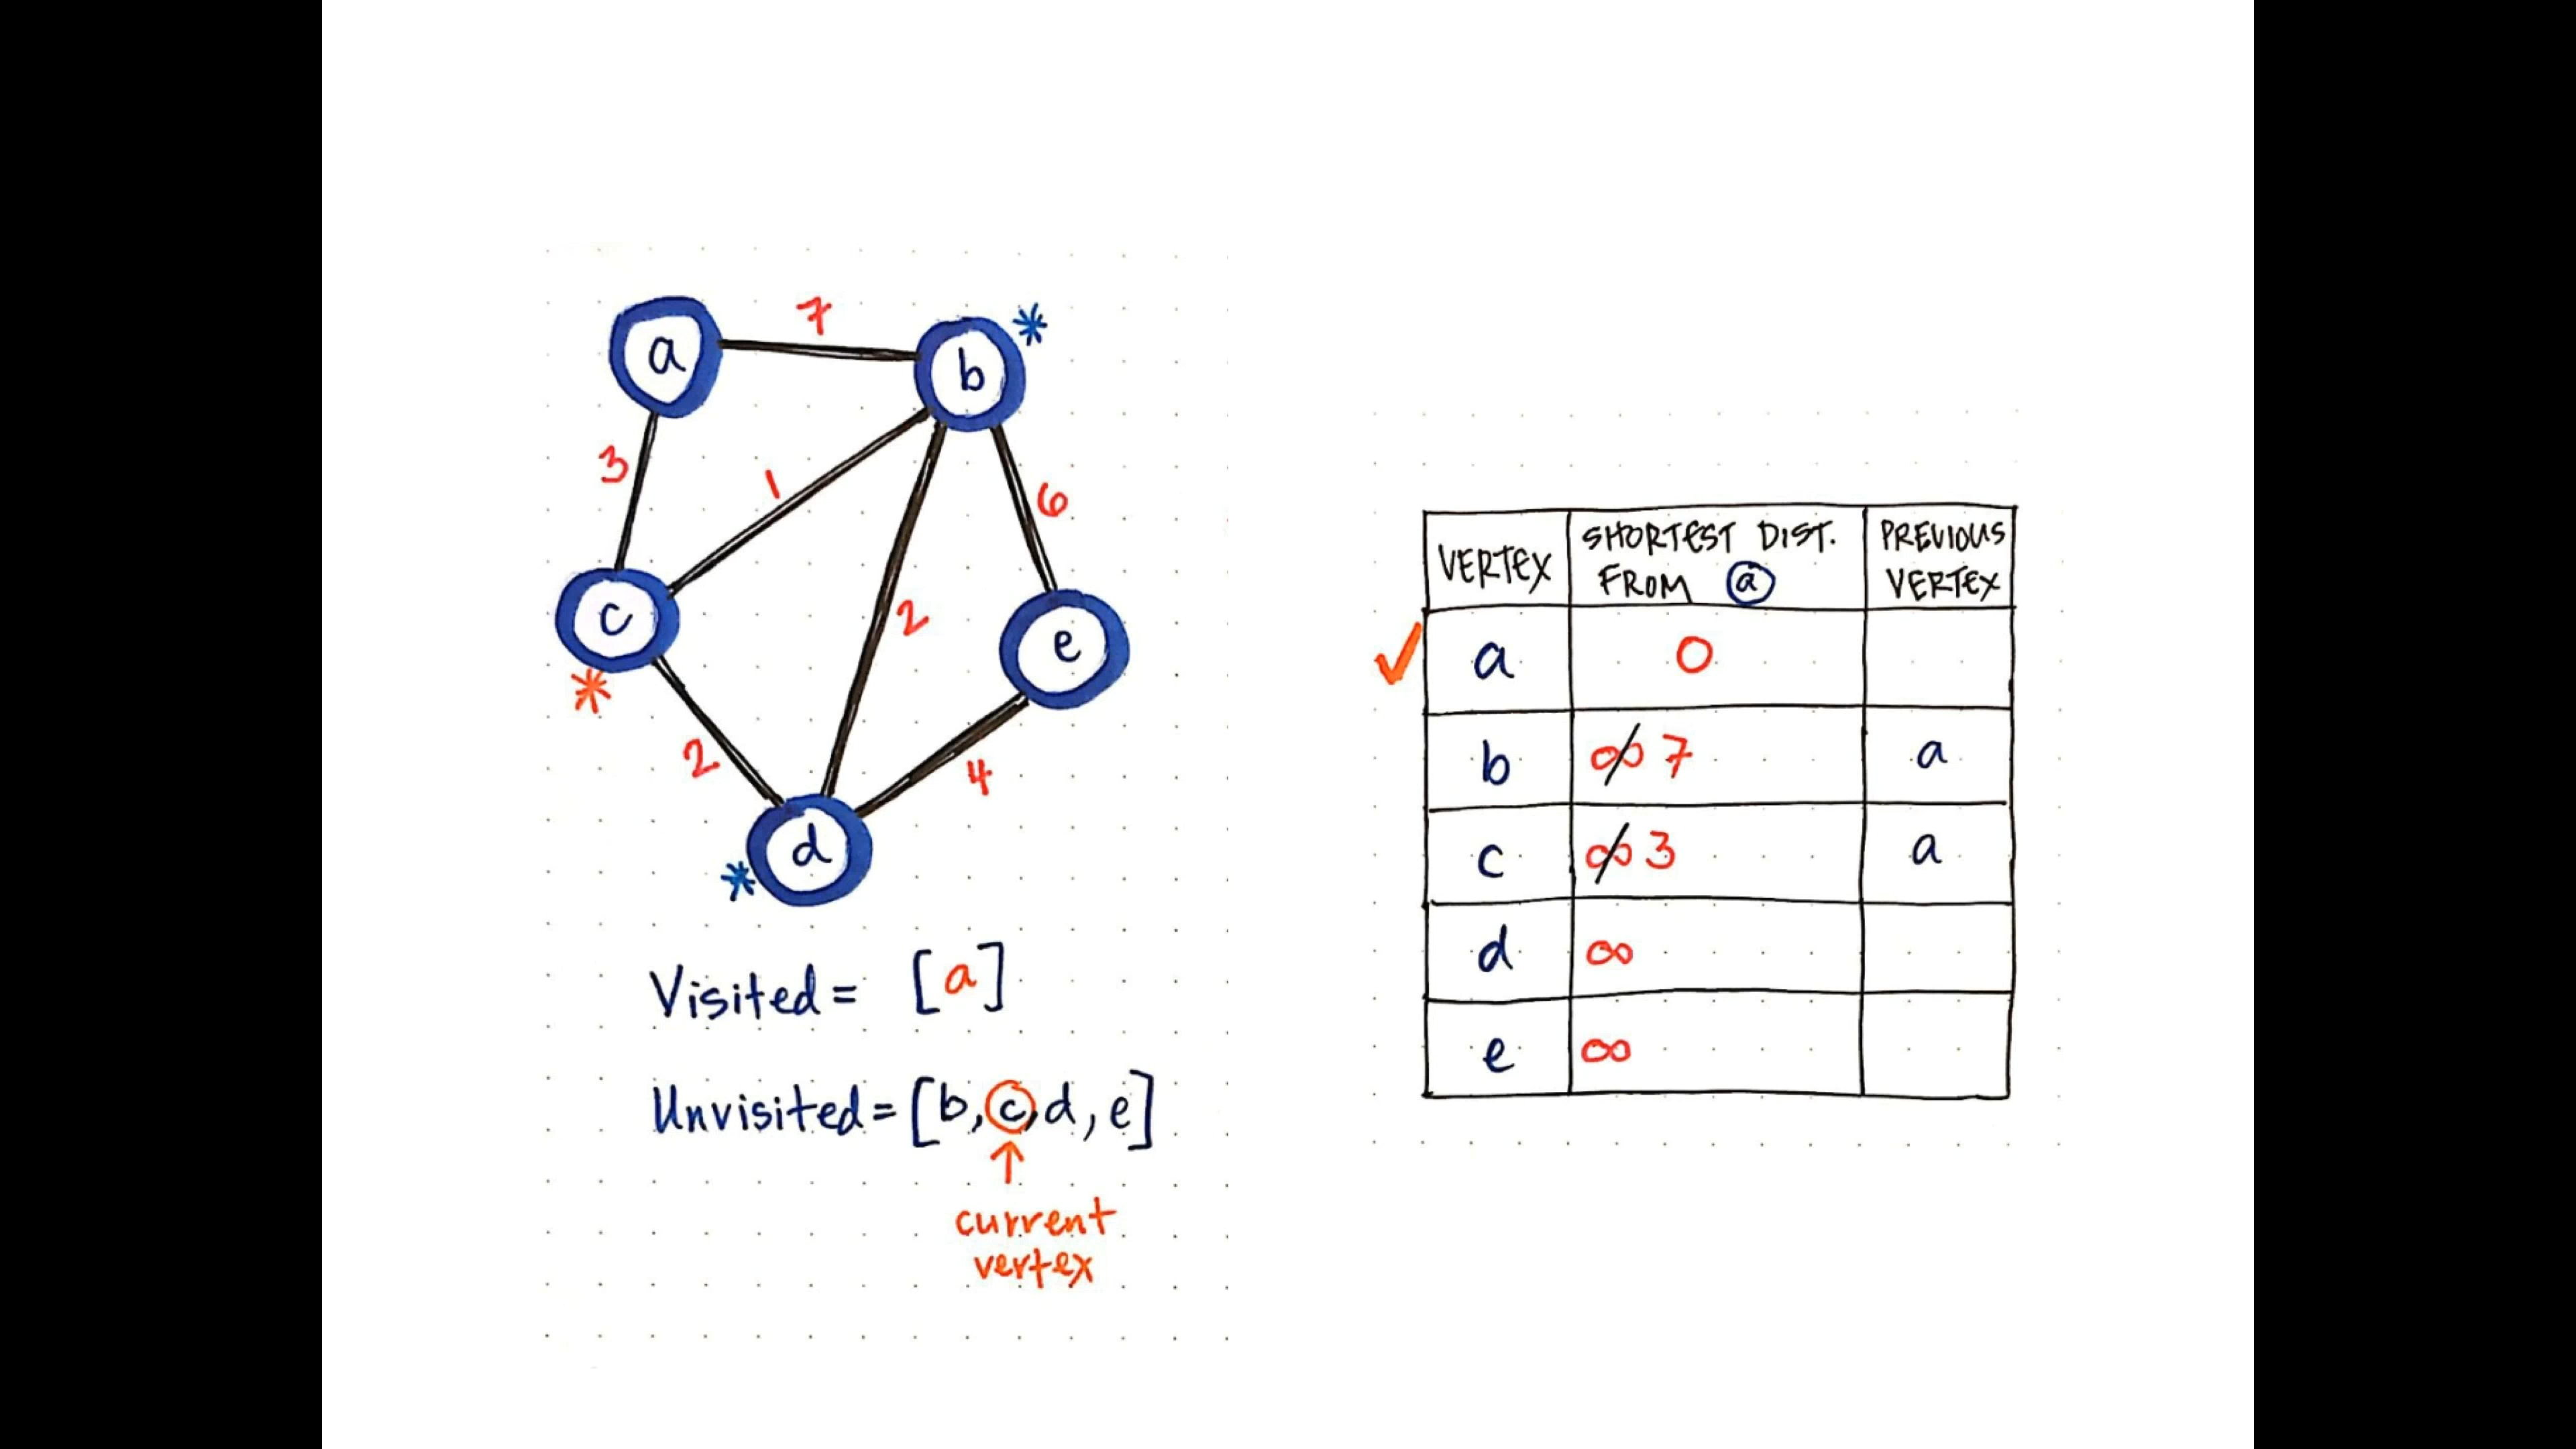 a
7
b
*
3
1
6
c
*
2
e
2
4
d
*
Visited = [a]
Unvisited = [b, c, d, e]
↑
current
vertex
VERTEX
SHORTEST DIST.
FROM a
PREVIOUS
VERTEX
✓ a 0
b ∞ 7 a
c ∞ 3 a
d ∞
e ∞